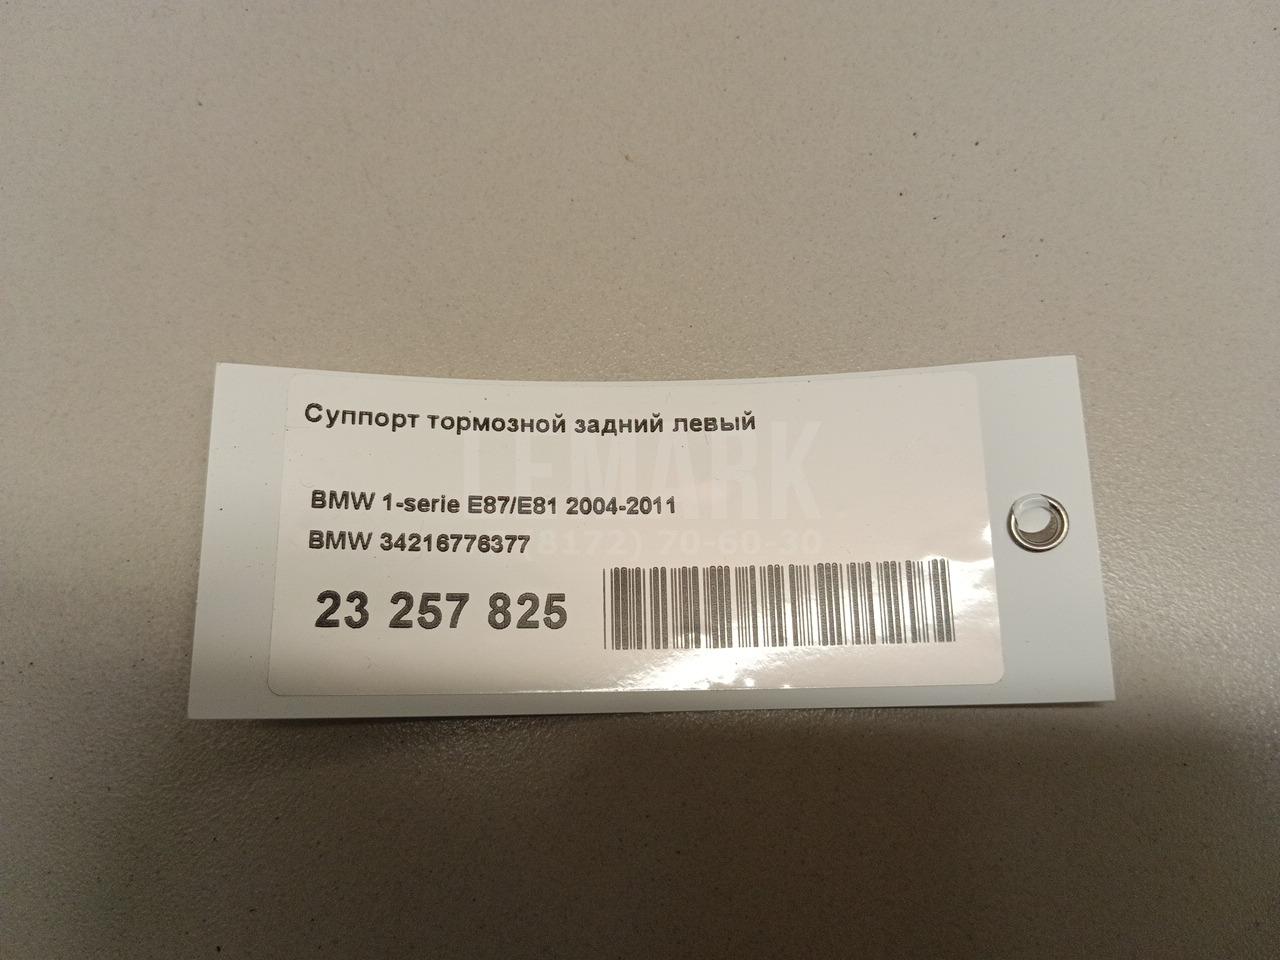 Суппорт тормозной задний левый
LEMARK
BMW 1-serie E87/E81 2004-2011
BMW 34216776377
(8172) 70-60-30
23 257 825